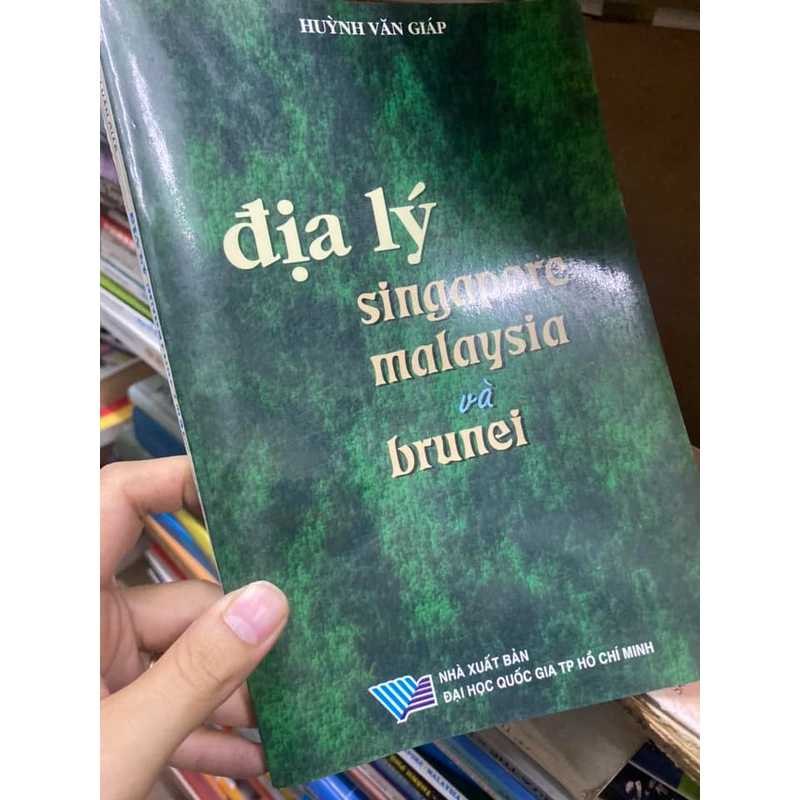 HUỲNH VĂN GIÁP
địa lý
singapore
malaysia
và
brunei
NHÀ XUẤT BẢN
ĐẠI HỌC QUỐC GIA TP HỒ CHÍ MINH